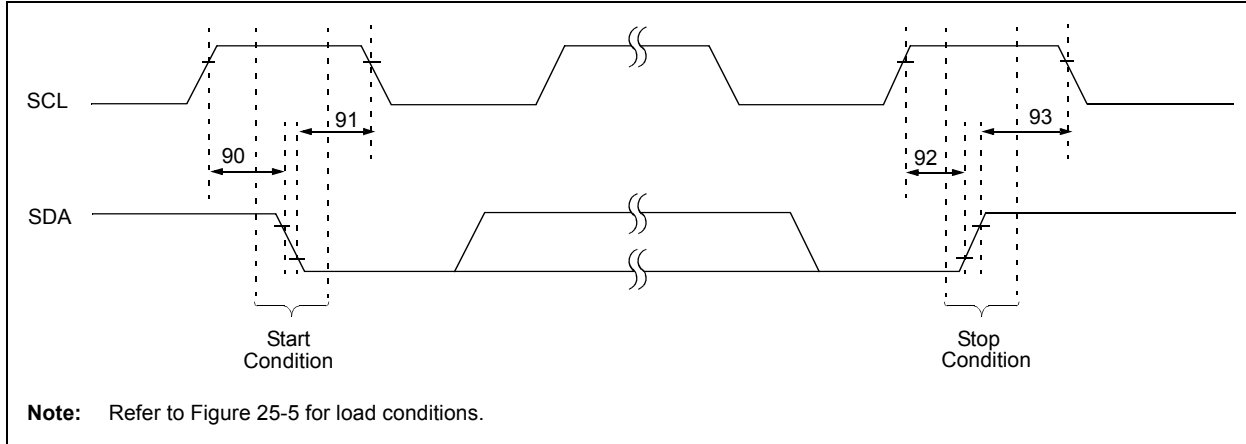 SCL
91
93
90
92
SDA
Start
Condition
Stop
Condition
Note: Refer to Figure 25-5 for load conditions.